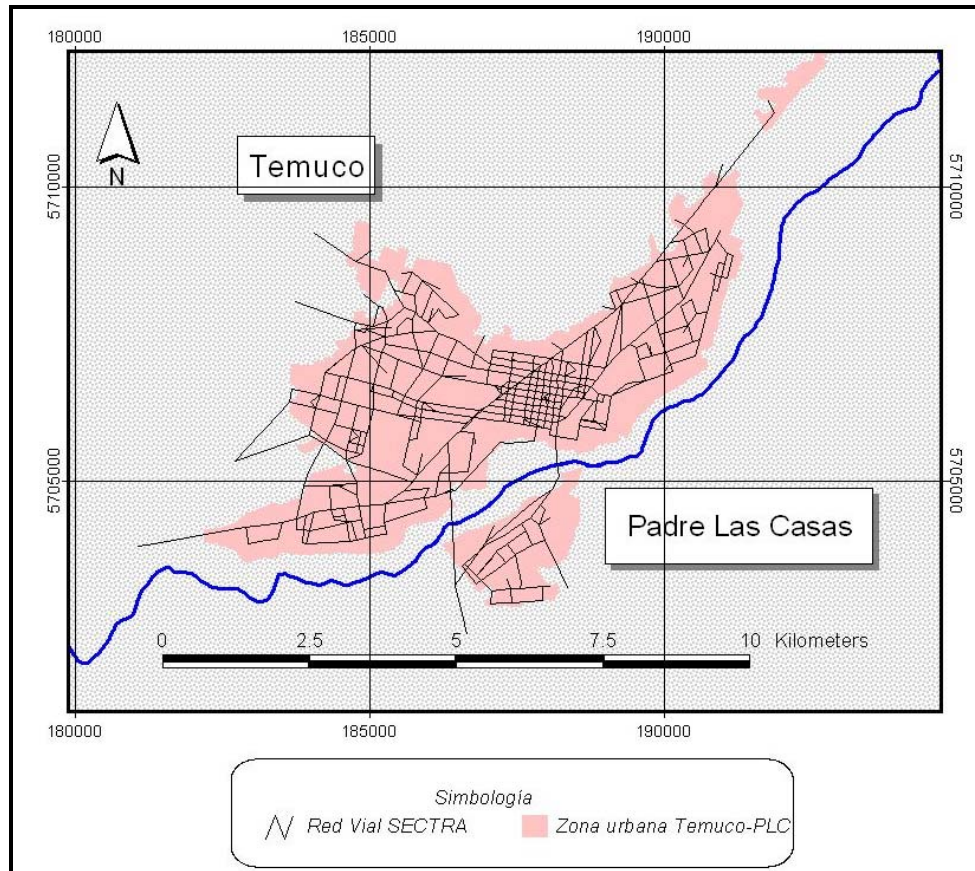 180000 185000 190000
N
Temuco
5710000 5710000
5705000 5705000
Padre Las Casas
0 2.5 5 7.5 10 Kilometers
180000 185000 190000
Simbología
Red Vial SECTRA Zona urbana Temuco-PLC